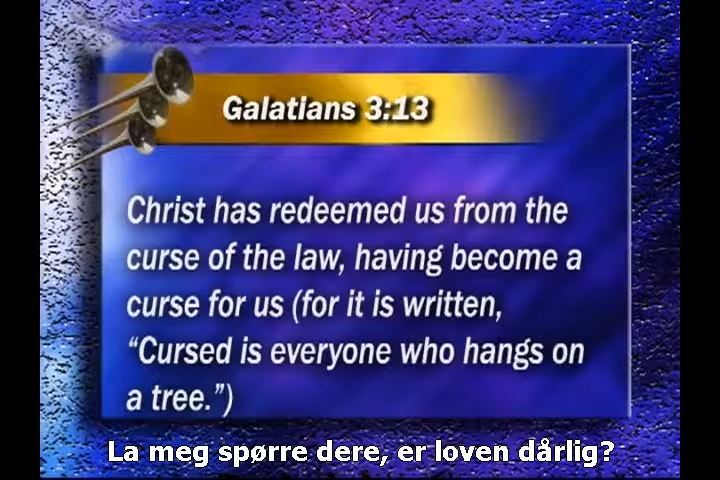 Galatians 3:13
Christ has redeemed us from the
curse of the law, having become a
curse for us (for it is written,
“Cursed is everyone who hangs on
a tree.”)
La meg spørre dere, er loven dårlig?